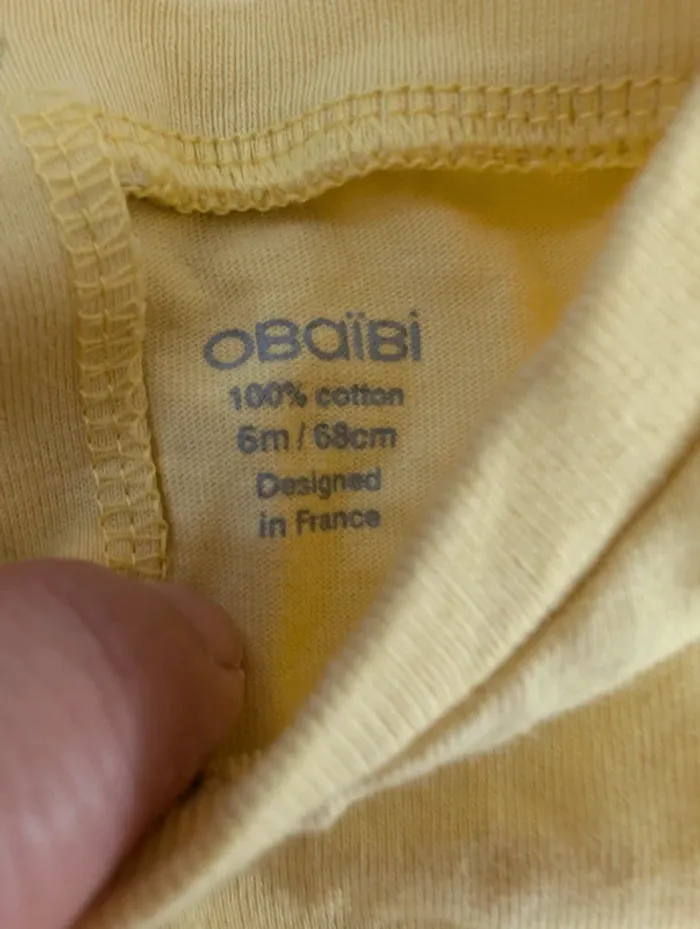 OBaïBi
100% cotton
6m / 68cm
Designed
in France